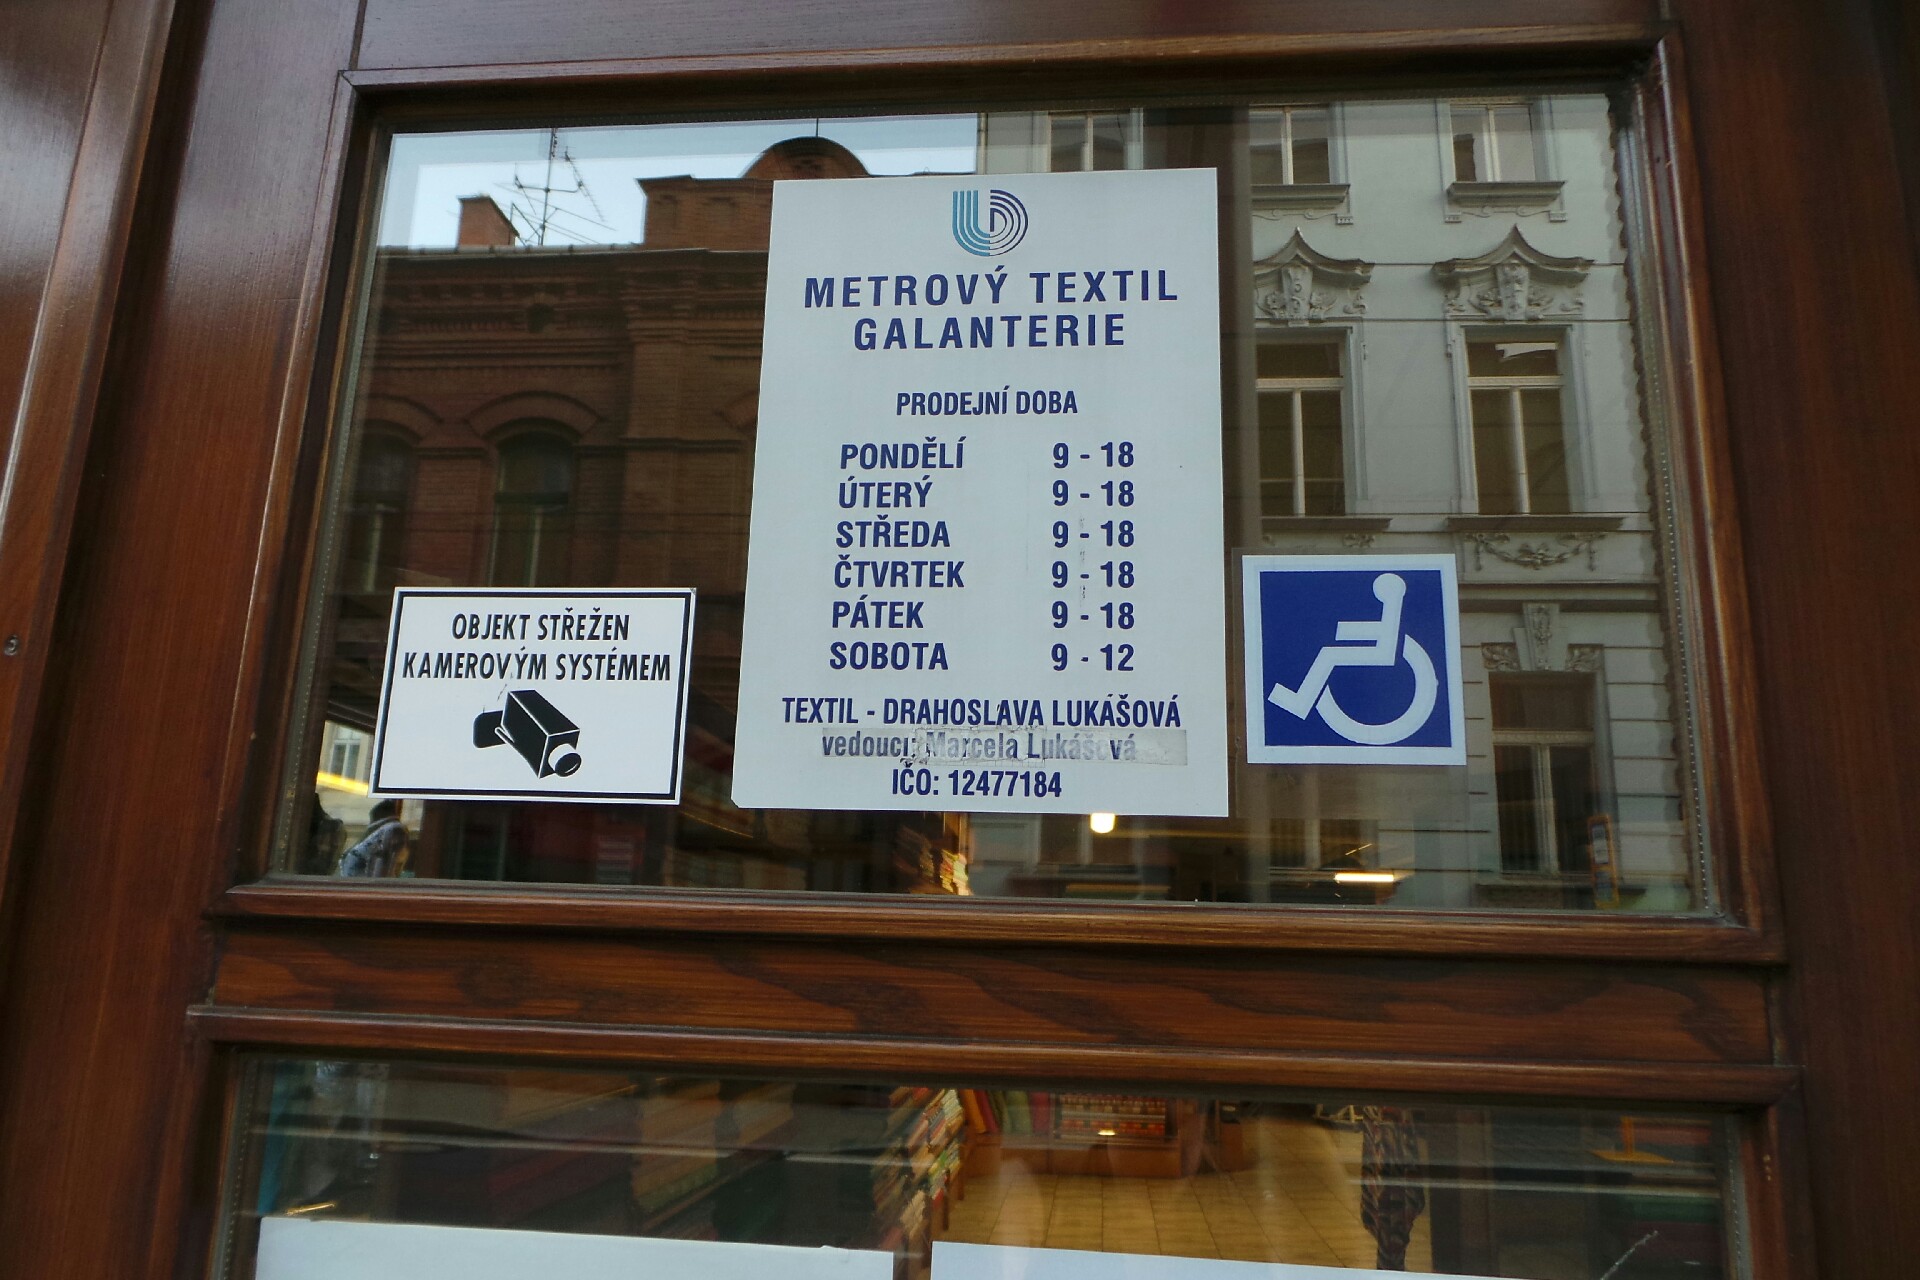 METROVÝ TEXTIL
GALANTERIE
PRODEJNÍ DOBA
PONDĚLÍ 9 - 18
ÚTERÝ 9 - 18
STŘEDA 9 - 18
ČTVRTEK 9 - 18
PÁTEK 9 - 18
SOBOTA 9 - 12
TEXTIL - DRAHOSLAVA LUKÁŠOVÁ
vedoucí: Marcela Lukášová
IČO: 12477184
OBJEKT STŘEŽEN
KAMEROVÝM SYSTÉMEM